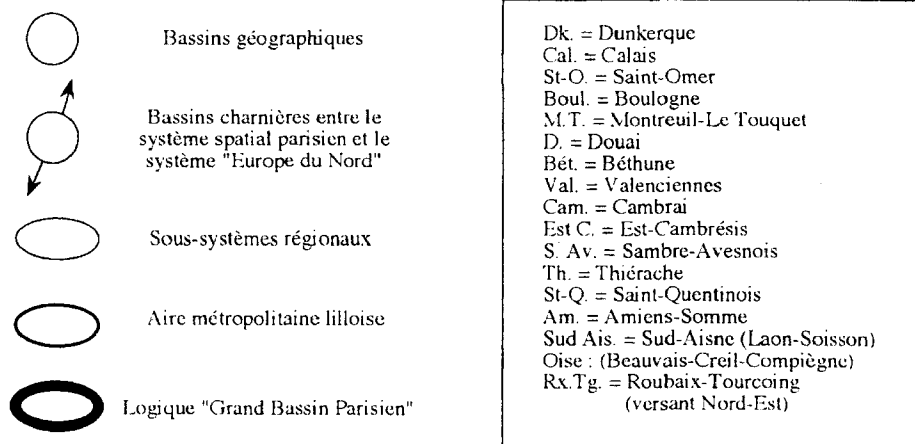 Bassins géographiques
Bassins charnières entre le
système spatial parisien et le
système "Europe du Nord"
Sous-systèmes régionaux
Aire métropolitaine lilloise
Logique "Grand Bassin Parisien"
Dk. = Dunkerque
Cal. = Calais
St-O. = Saint-Omer
Boul. = Boulogne
M.T. = Montreuil-Le Touquet
D. = Douai
Bét. = Béthune
Val. = Valenciennes
Cam. = Cambrai
Est C. = Est-Cambrésis
S. Av. = Sambre-Avesnois
Th. = Thiérache
St-Q. = Saint-Quentinois
Am. = Amiens-Somme
Sud Ais. = Sud-Aisne (Laon-Soisson)
Oise : (Beauvais-Creil-Compiègne)
Rx.Tg. = Roubaix-Tourcoing
(versant Nord-Est)